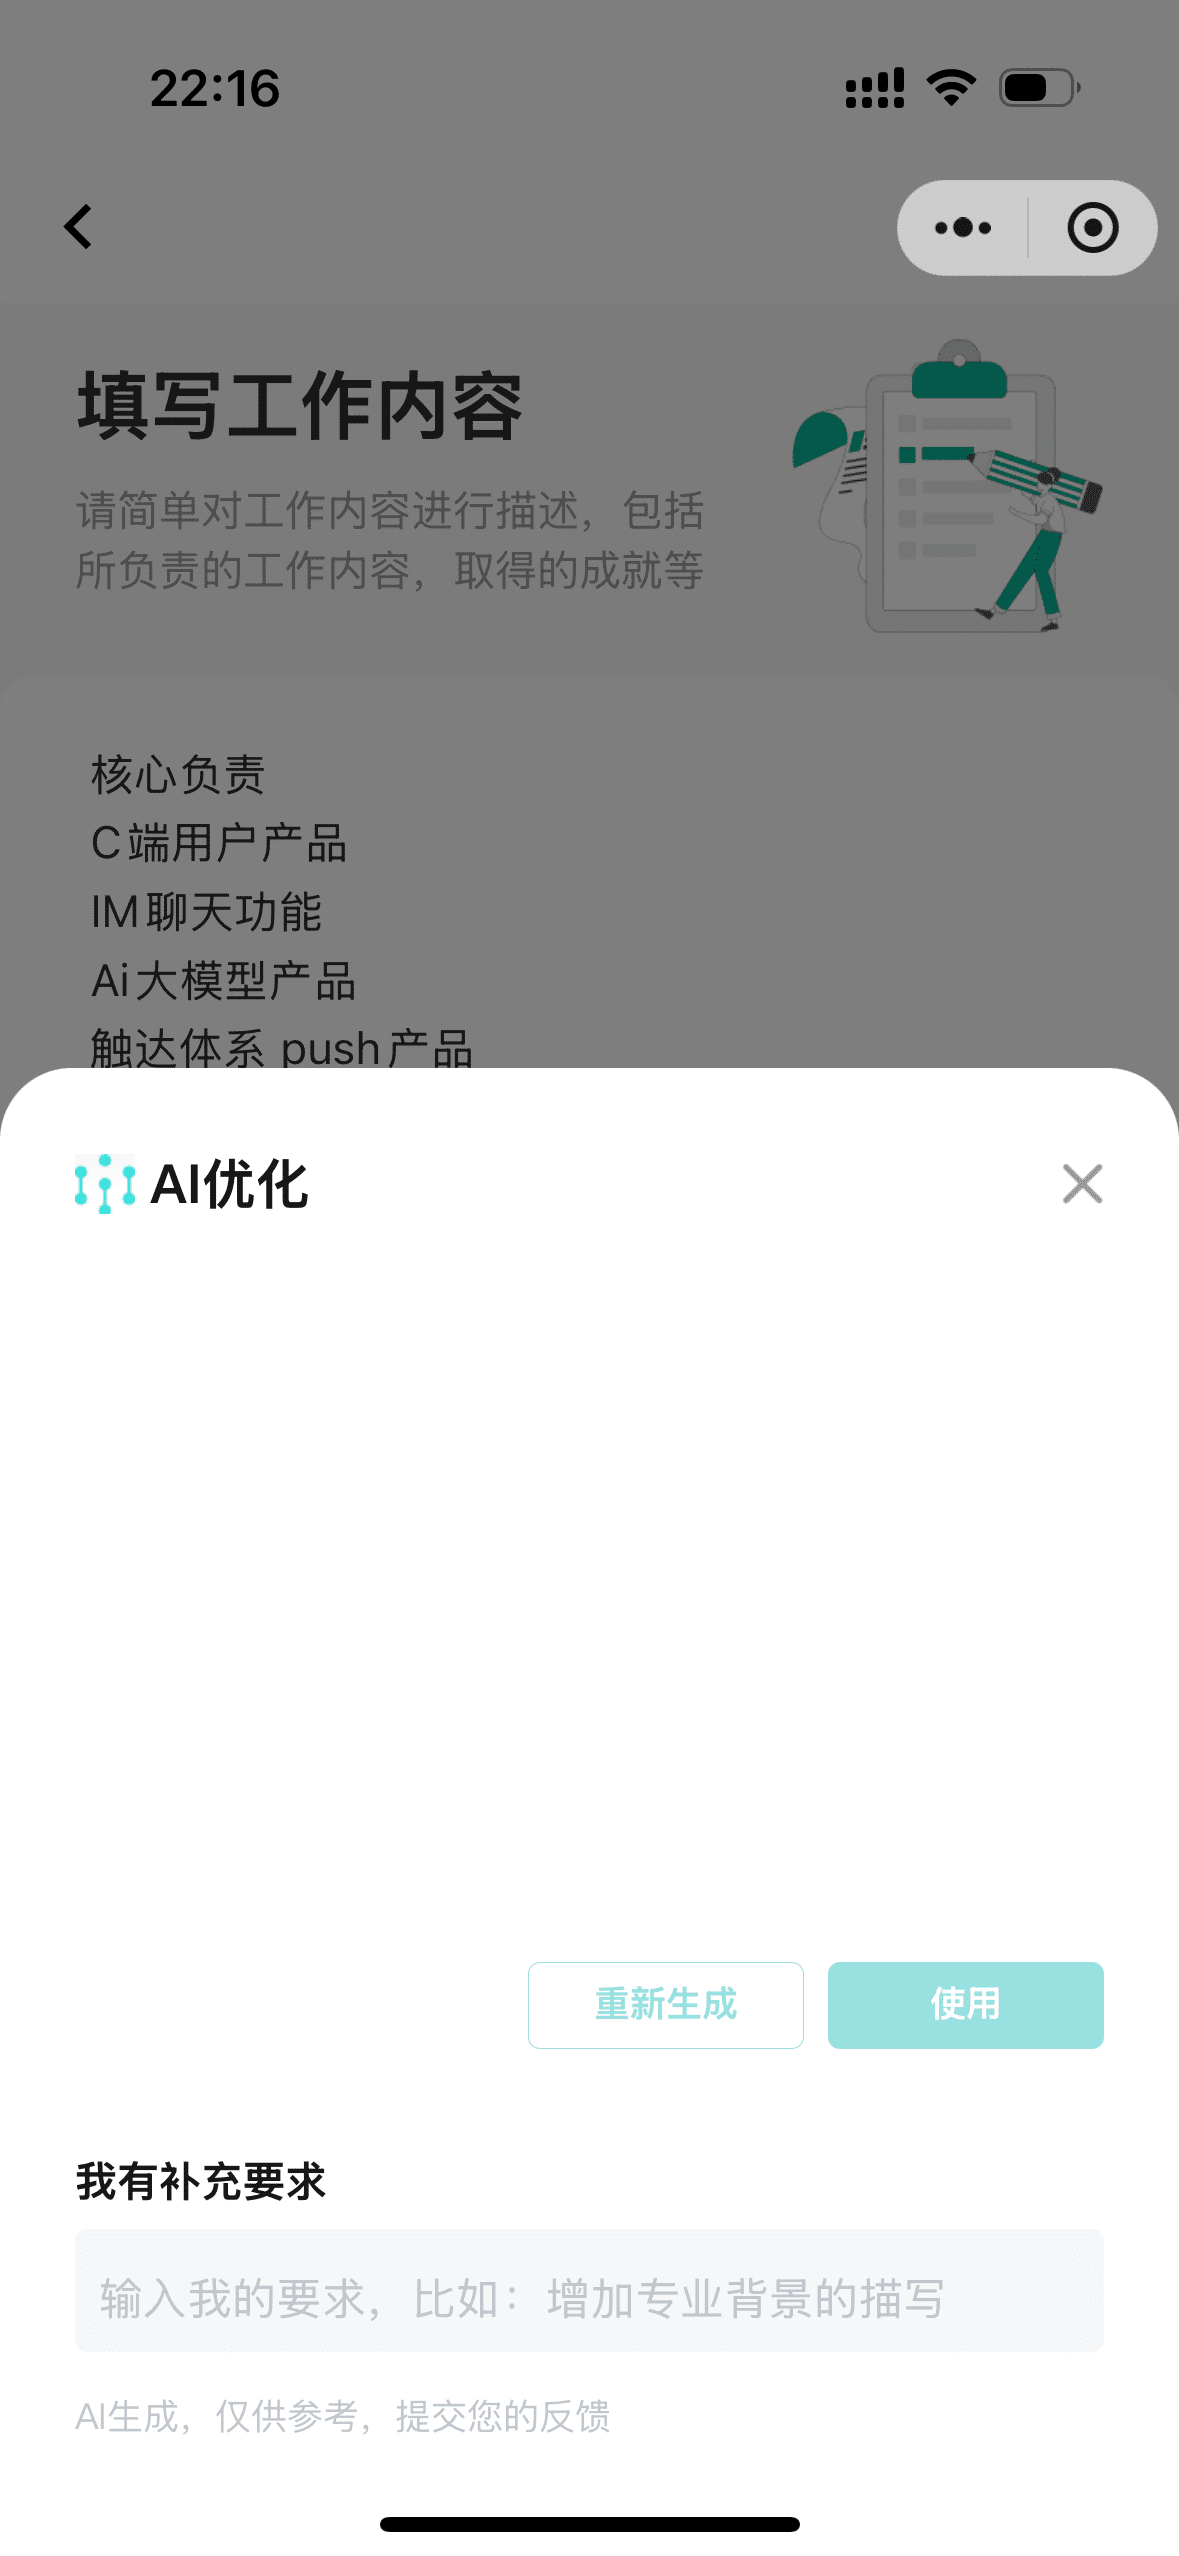 22:16
填写工作内容
请简单对工作内容进行描述，包括
所负责的工作内容，取得的成就等
核心负责
C端用户产品
IM聊天功能
Ai大模型产品
触达体系 push产品
AI优化
重新生成
使用
我有补充要求
输入我的要求，比如：增加专业背景的描写
AI生成，仅供参考，提交您的反馈